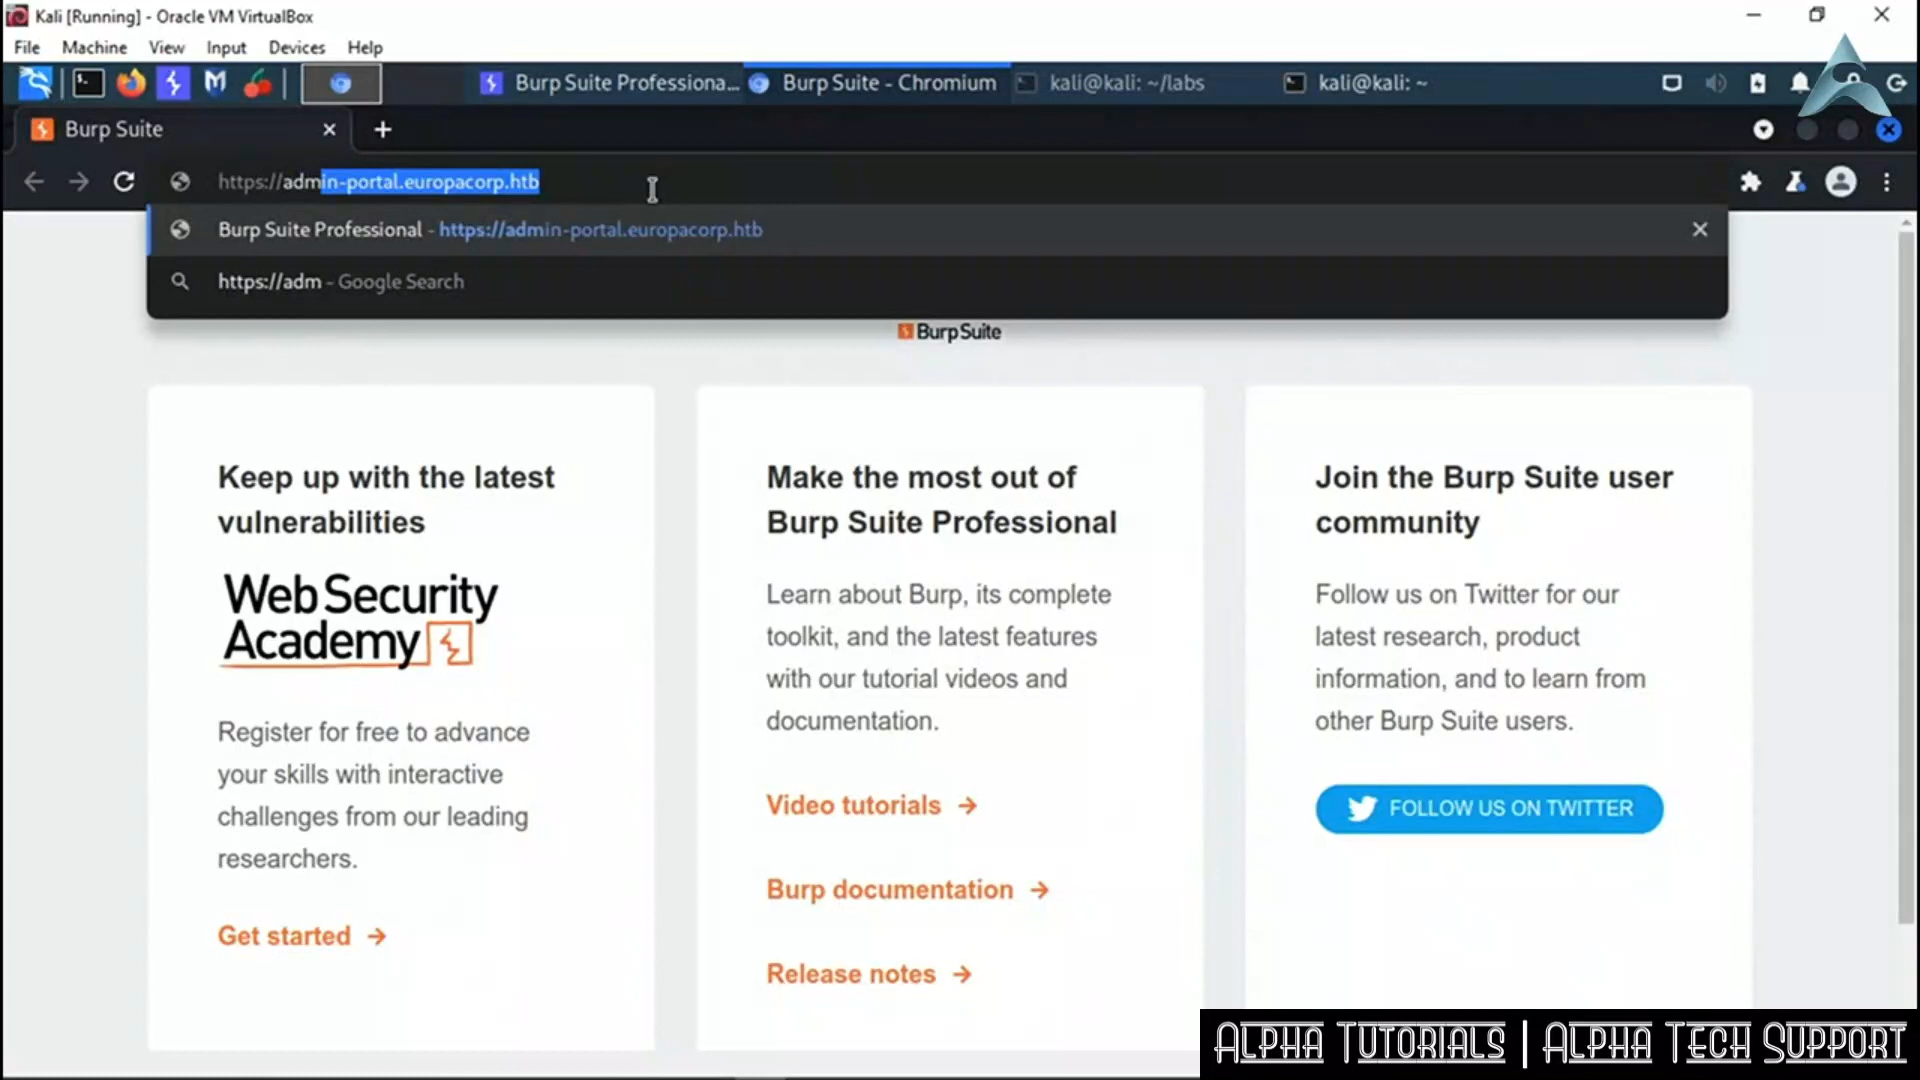 Kali [Running] - Oracle VM VirtualBox
File Machine View Input Devices Help
Burp Suite Professiona... Burp Suite - Chromium kali@kali: ~/labs kali@kali: ~
Burp Suite
https://admin-portal.europacorp.htb
Burp Suite Professional - https://admin-portal.europacorp.htb
https://adm - Google Search
Burp Suite
Keep up with the latest
vulnerabilities
Web Security
Academy
Register for free to advance
your skills with interactive
challenges from our leading
researchers.
Get started →
Make the most out of
Burp Suite Professional
Learn about Burp, its complete
toolkit, and the latest features
with our tutorial videos and
documentation.
Video tutorials →
Burp documentation →
Release notes →
Join the Burp Suite user
community
Follow us on Twitter for our
latest research, product
information, and to learn from
other Burp Suite users.
FOLLOW US ON TWITTER
Alpha Tutorials | Alpha Tech Support